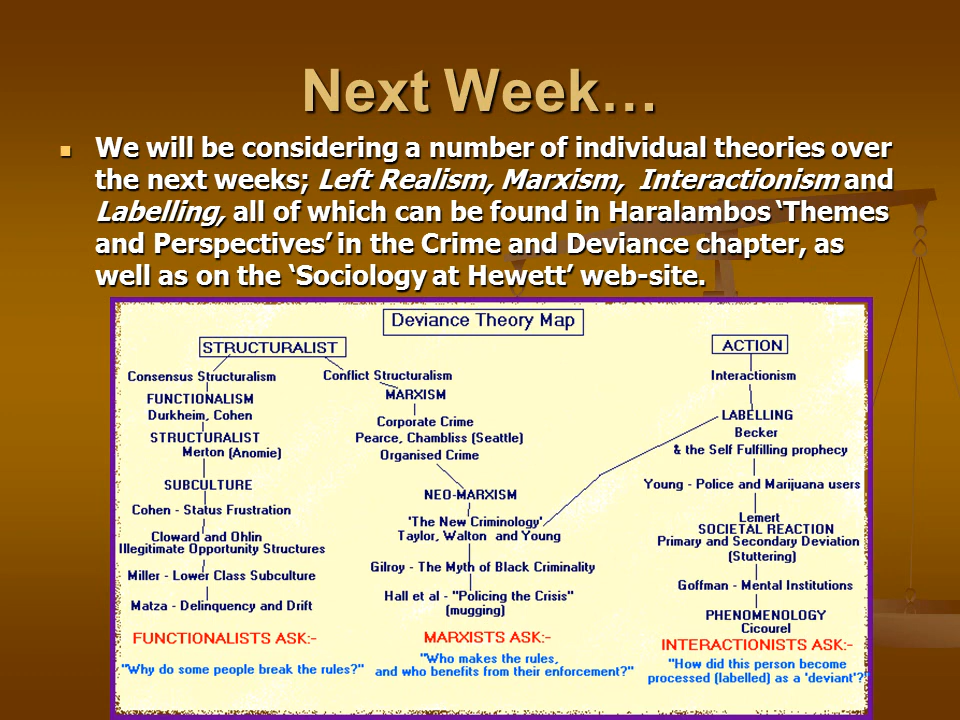 Next Week…
We will be considering a number of individual theories over
the next weeks; Left Realism, Marxism, Interactionism and
Labelling, all of which can be found in Haralambos ‘Themes
and Perspectives’ in the Crime and Deviance chapter, as
well as on the ‘Sociology at Hewett’ web-site.
Deviance Theory Map
STRUCTURALIST
Consensus Structuralism
FUNCTIONALISM
Durkheim, Cohen
STRUCTURALIST
Merton (Anomie)
SUBCULTURE
Cohen - Status Frustration
Cloward and Ohlin
Illegitimate Opportunity Structures
Miller - Lower Class Subculture
Matza - Delinquency and Drift
FUNCTIONALISTS ASK:-
"Why do some people break the rules?"
Conflict Structuralism
MARXISM
Corporate Crime
Pearce, Chambliss (Seattle)
Organised Crime
NEO-MARXISM
'The New Criminology'
Taylor, Walton and Young
Gilroy - The Myth of Black Criminality
Hall et al - "Policing the Crisis"
(mugging)
MARXISTS ASK:-
"Who makes the rules,
and who benefits from their enforcement?"
ACTION
Interactionism
LABELLING
Becker
& the Self Fulfilling prophecy
Young - Police and Marijuana users
Lemert
SOCIETAL REACTION
Primary and Secondary Deviation
(Stuttering)
Goffman - Mental Institutions
PHENOMENOLOGY
Cicourel
INTERACTIONISTS ASK:-
"How did this person become
processed (labelled) as a 'deviant'?"